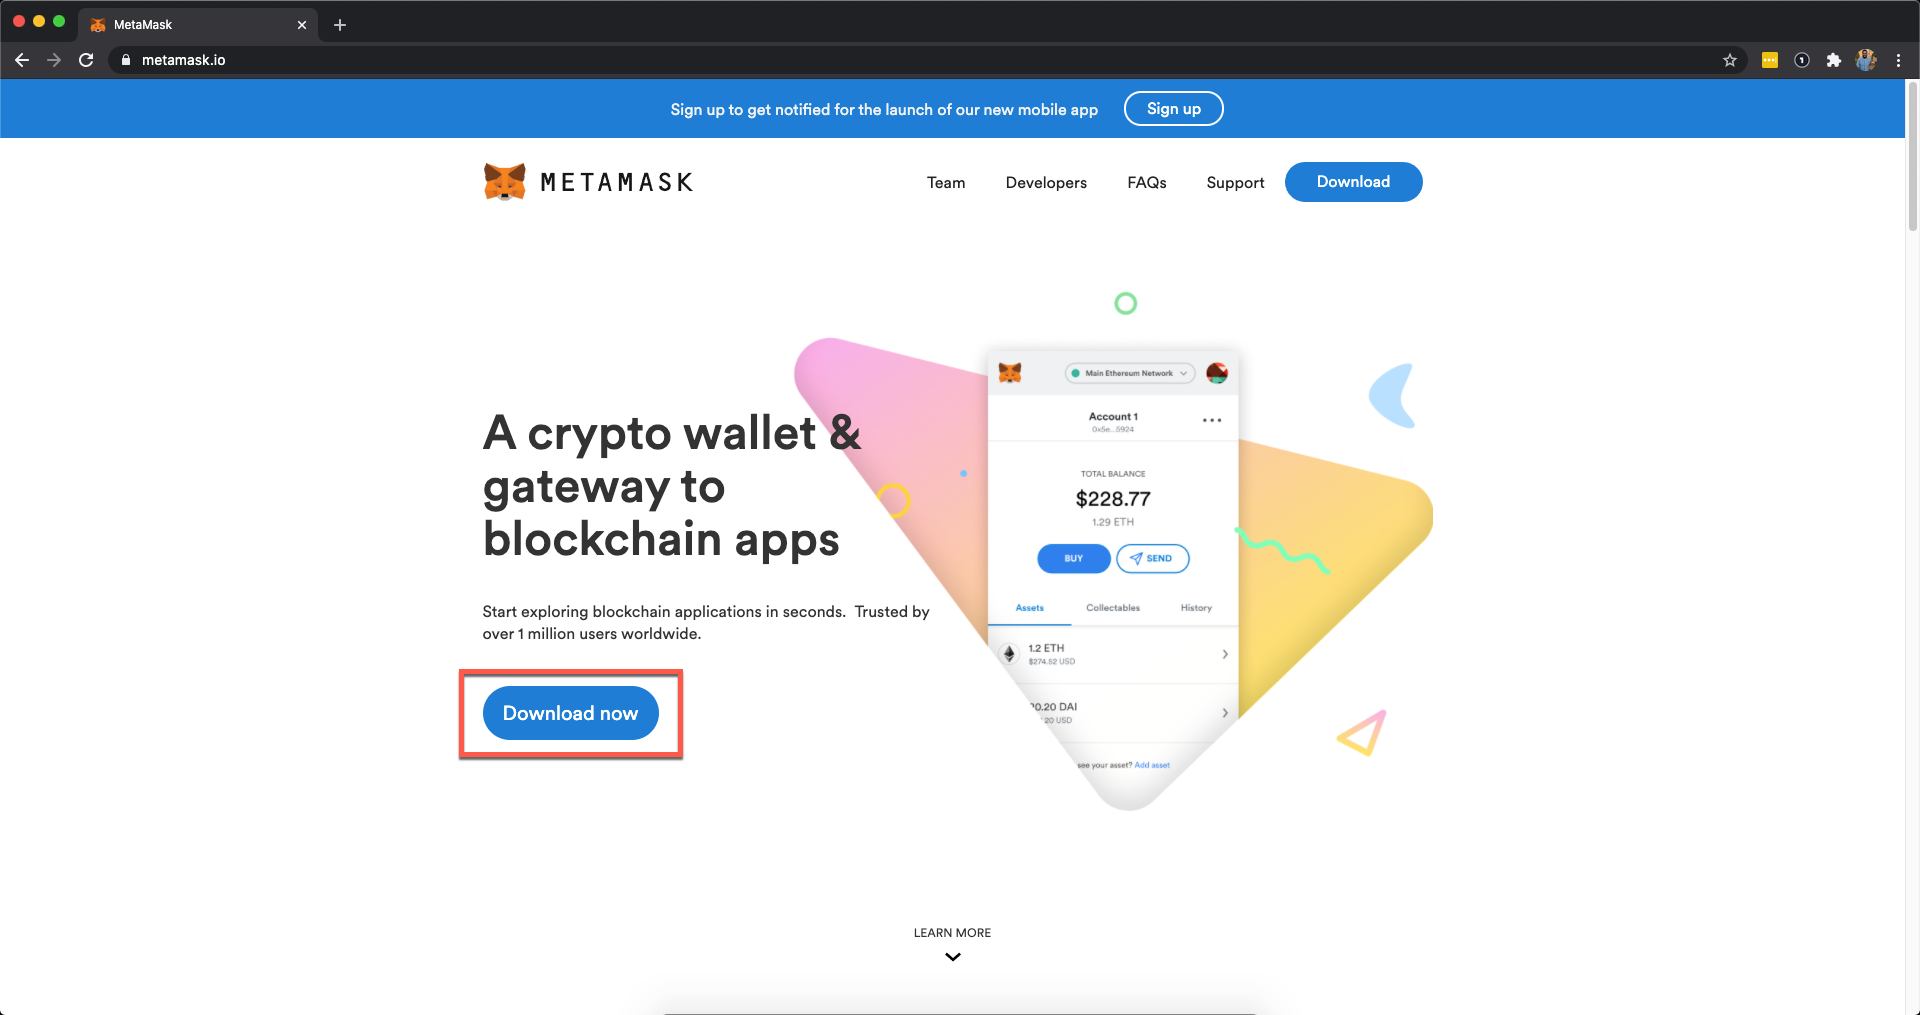 MetaMask
metamask.io
Sign up to get notified for the launch of our new mobile app
Sign up
METAMASK
Team
Developers
FAQs
Support
Download
A crypto wallet &
gateway to
blockchain apps
Start exploring blockchain applications in seconds.  Trusted by
over 1 million users worldwide.
Download now
Main Ethereum Network
Account 1
0x5e...5924
TOTAL BALANCE
$228.77
1.29 ETH
BUY
SEND
Assets
Collectables
History
1.2 ETH
$274.52 USD
0.20 DAI
20 USD
see your asset? Add asset
LEARN MORE